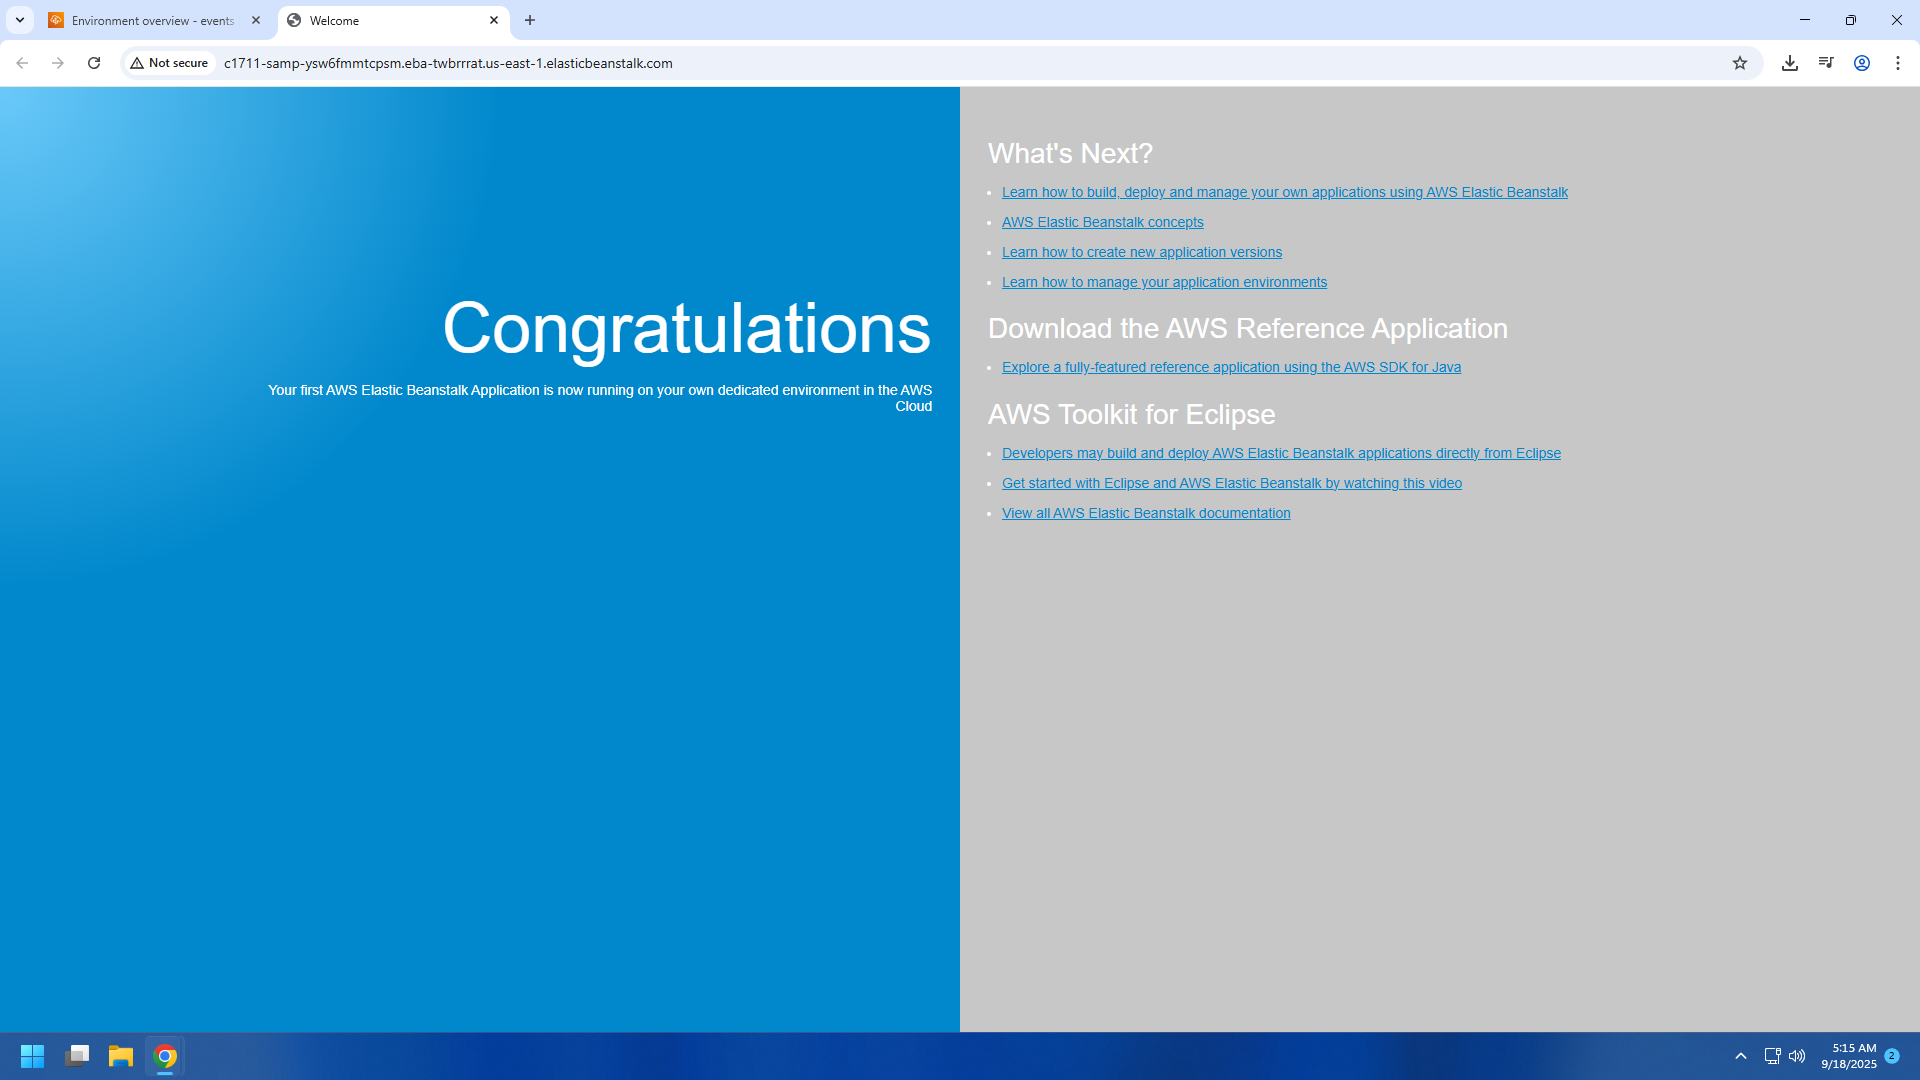 Environment overview - events
Welcome
Not secure
c1711-samp-ysw6fmmtcpsm.eba-twbrrrat.us-east-1.elasticbeanstalk.com
Congratulations
Your first AWS Elastic Beanstalk Application is now running on your own dedicated environment in the AWS
Cloud
What's Next?
Learn how to build, deploy and manage your own applications using AWS Elastic Beanstalk
AWS Elastic Beanstalk concepts
Learn how to create new application versions
Learn how to manage your application environments
Download the AWS Reference Application
Explore a fully-featured reference application using the AWS SDK for Java
AWS Toolkit for Eclipse
Developers may build and deploy AWS Elastic Beanstalk applications directly from Eclipse
Get started with Eclipse and AWS Elastic Beanstalk by watching this video
View all AWS Elastic Beanstalk documentation
5:15 AM
9/18/2025
2